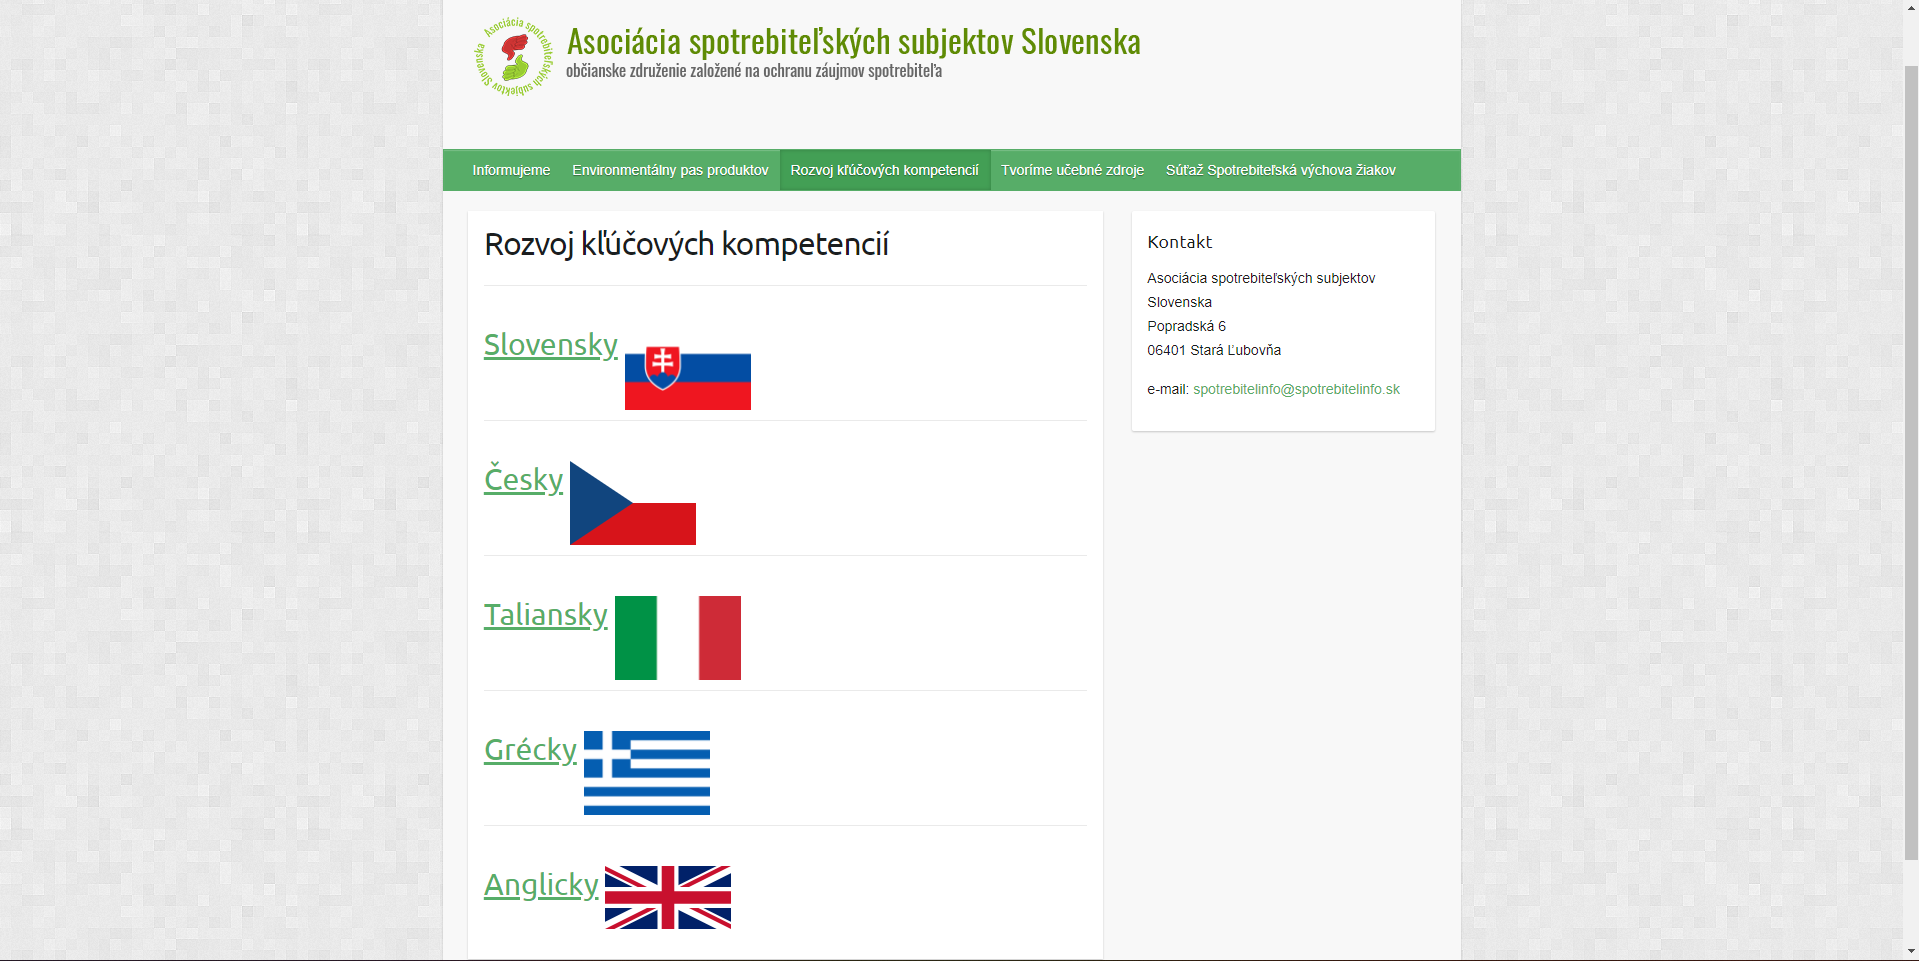 Asociácia spotrebiteľských subjektov Slovenska
Asociácia spotrebiteľských subjektov Slovenska
občianske združenie založené na ochranu záujmov spotrebiteľa
Informujeme Environmentálny pas produktov Rozvoj kľúčových kompetencií Tvoríme učebné zdroje Súťaž Spotrebiteľská výchova žiakov
Rozvoj kľúčových kompetencií
Slovensky
Česky
Taliansky
Grécky
Anglicky
Kontakt
Asociácia spotrebiteľských subjektov
Slovenska
Popradská 6
06401 Stará Ľubovňa
e-mail: spotrebitelinfo@spotrebitelinfo.sk